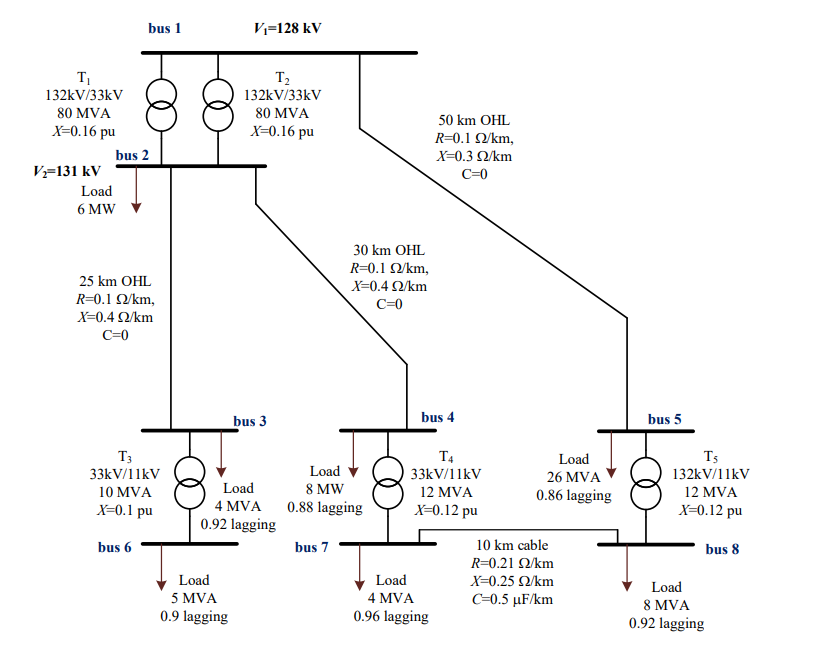 bus 1
V₁=128 kV
T₁
132kV/33kV
80 MVA
X=0.16 pu
T₂
132kV/33kV
80 MVA
X=0.16 pu
50 km OHL
R=0.1 Ω/km,
X=0.3 Ω/km
C=0
bus 2
V₂=131 kV
Load
6 MW
30 km OHL
R=0.1 Ω/km,
X=0.4 Ω/km
C=0
25 km OHL
R=0.1 Ω/km,
X=0.4 Ω/km
C=0
bus 3
bus 4
bus 5
T₃
33kV/11kV
10 MVA
X=0.1 pu
Load
4 MVA
0.92 lagging
Load
8 MW
0.88 lagging
T₄
33kV/11kV
12 MVA
X=0.12 pu
Load
26 MVA
0.86 lagging
T₅
132kV/11kV
12 MVA
X=0.12 pu
bus 6
bus 7
bus 8
10 km cable
R=0.21 Ω/km
X=0.25 Ω/km
C=0.5 μF/km
Load
5 MVA
0.9 lagging
Load
4 MVA
0.96 lagging
Load
8 MVA
0.92 lagging